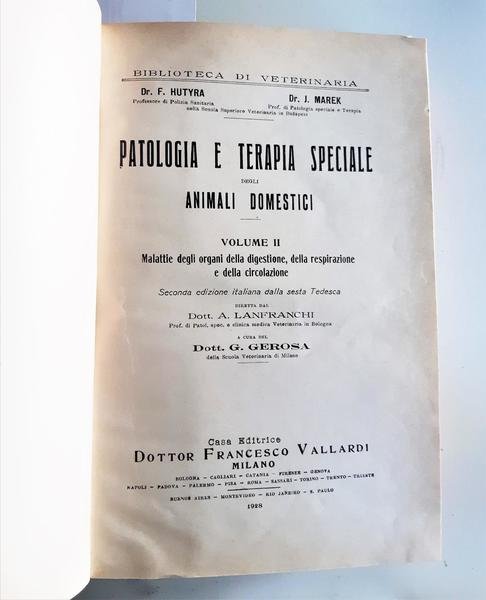 BIBLIOTECA DI VETERINARIA
Dr. F. HUTYRA
Professore di Polizia Sanitaria
Dr. J. MAREK
Prof. di Patologia speciale e Terapia
nella Scuola Superiore Veterinaria in Budapest
PATOLOGIA E TERAPIA SPECIALE
DEGLI
ANIMALI DOMESTICI
VOLUME II
Malattie degli organi della digestione, della respirazione
e della circolazione
Seconda edizione italiana dalla sesta Tedesca
DIRETTA DAL
Dott. A. LANFRANCHI
Prof. di Patol. spec. e clinica medica Veterinaria in Bologna
A CURA DEL
Dott. G. GEROSA
della Scuola Veterinaria di Milano
Casa Editrice
DOTTOR FRANCESCO VALLARDI
MILANO
BOLOGNA - CAGLIARI - CATANIA - FIRENZE - GENOVA
NAPOLI - PADOVA - PALERMO - PISA - ROMA - SASSARI - TORINO - TRENTO - TRIESTE
BUENOS AIRES - MONTEVIDEO - RIO JANEIRO - S. PAULO
1928